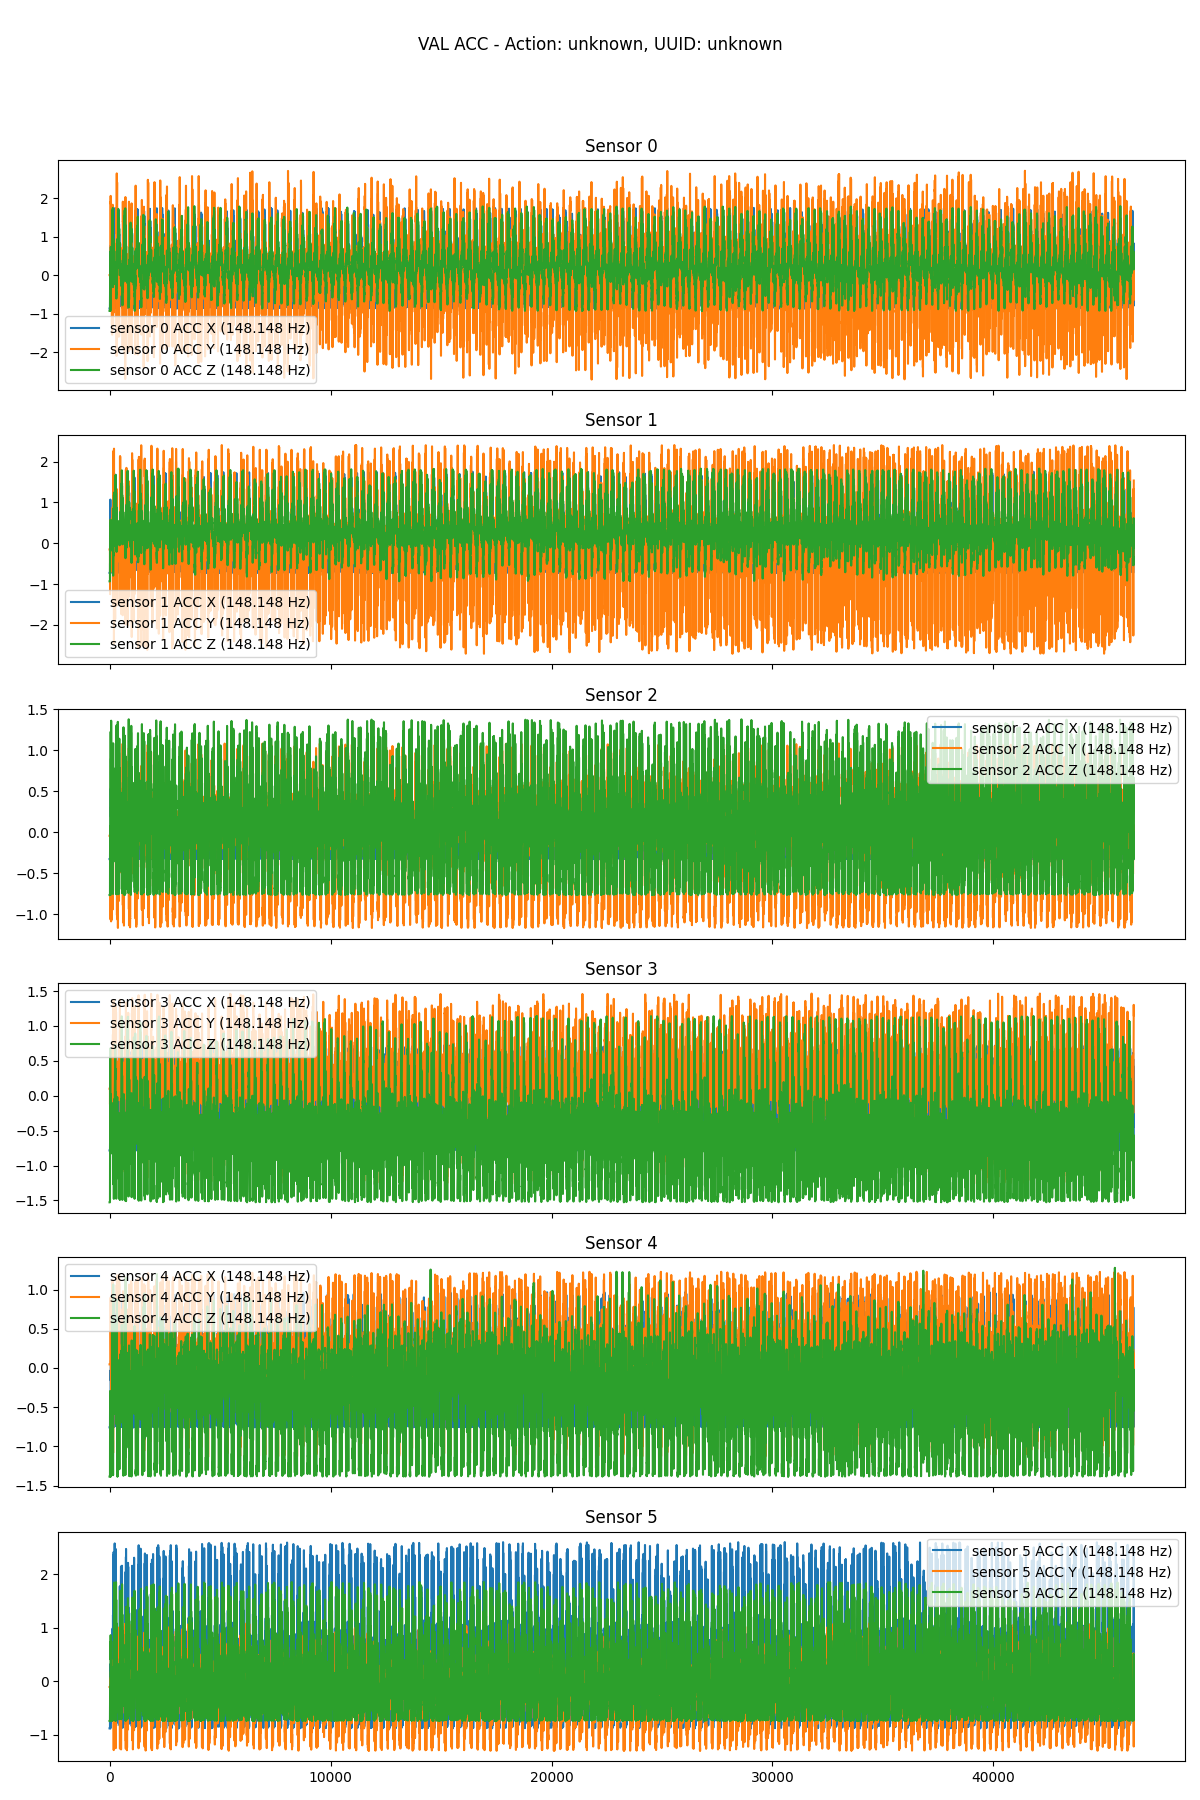 VAL ACC - Action: unknown, UUID: unknown
Sensor 0
2
1
0
−1
−2
sensor 0 ACC X (148.148 Hz)
sensor 0 ACC Y (148.148 Hz)
sensor 0 ACC Z (148.148 Hz)
Sensor 1
2
1
0
−1
−2
sensor 1 ACC X (148.148 Hz)
sensor 1 ACC Y (148.148 Hz)
sensor 1 ACC Z (148.148 Hz)
Sensor 2
1.5
1.0
0.5
0.0
−0.5
−1.0
sensor 2 ACC X (148.148 Hz)
sensor 2 ACC Y (148.148 Hz)
sensor 2 ACC Z (148.148 Hz)
Sensor 3
1.5
1.0
0.5
0.0
−0.5
−1.0
−1.5
sensor 3 ACC X (148.148 Hz)
sensor 3 ACC Y (148.148 Hz)
sensor 3 ACC Z (148.148 Hz)
Sensor 4
1.0
0.5
0.0
−0.5
−1.0
−1.5
sensor 4 ACC X (148.148 Hz)
sensor 4 ACC Y (148.148 Hz)
sensor 4 ACC Z (148.148 Hz)
Sensor 5
2
1
0
−1
sensor 5 ACC X (148.148 Hz)
sensor 5 ACC Y (148.148 Hz)
sensor 5 ACC Z (148.148 Hz)
0 10000 20000 30000 40000